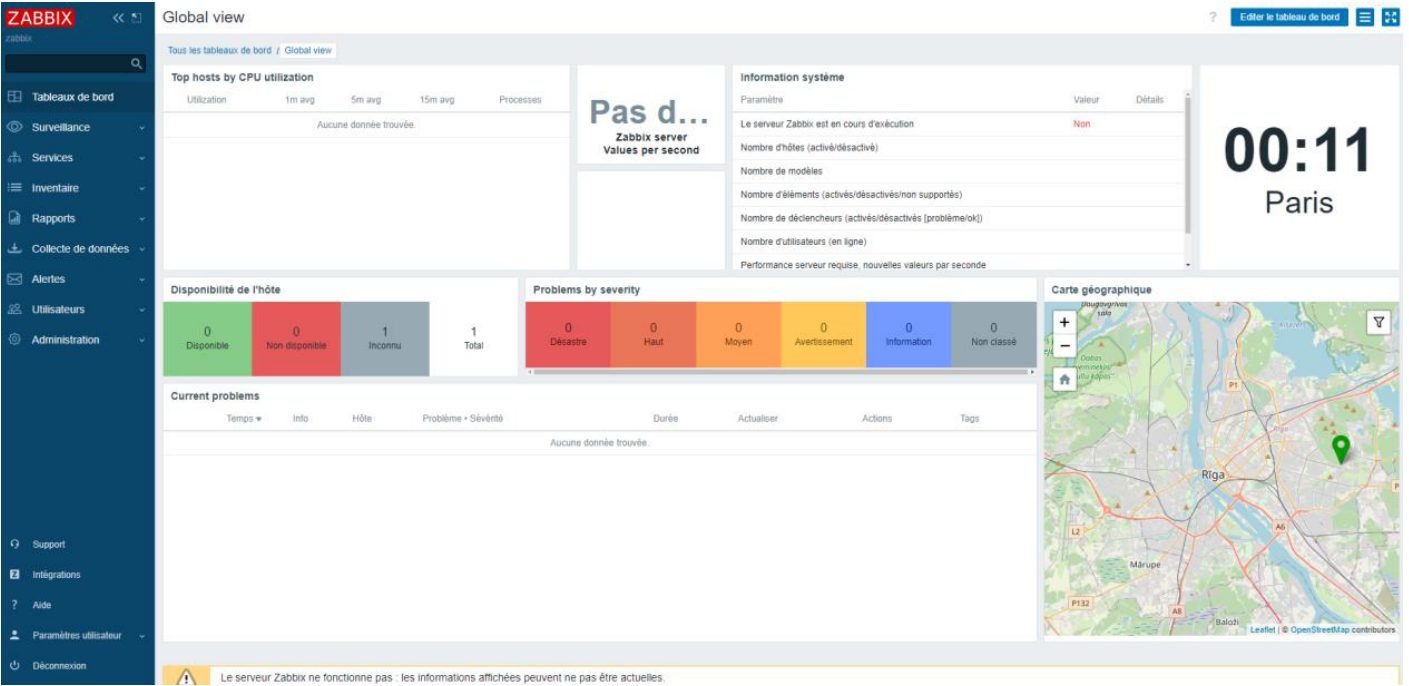 ZABBIX
zabbix
Tableaux de bord
Surveillance
Services
Inventaire
Rapports
Collecte de données
Alertes
Utilisateurs
Administration
Support
Intégrations
Aide
Paramètres utilisateur
Déconnexion
Global view
? Editer le tableau de bord
Tous les tableaux de bord / Global view
Top hosts by CPU utilization
Utilization 1m avg 5m avg 15m avg Processes
Aucune donnée trouvée.
Pas d...
Zabbix server
Values per second
Information système
Paramètre Valeur Détails
Le serveur Zabbix est en cours d'exécution Non
Nombre d'hôtes (activé/désactivé)
Nombre de modèles
Nombre d'éléments (activés/désactivés/non supportés)
Nombre de déclencheurs (activés/désactivés [problème/ok])
Nombre d'utilisateurs (en ligne)
Performance serveur requise, nouvelles valeurs par seconde
00:11
Paris
Disponibilité de l'hôte
0 0 1 1
Disponible Non disponible Inconnu Total
Problems by severity
0 0 0 0 0 0
Désastre Haut Moyen Avertissement Information Non classé
Current problems
Temps Info Hôte Problème • Sévérité Durée Actualiser Actions Tags
Aucune donnée trouvée.
Carte géographique
+
−
P1
Rīga
L2
A6
Mārupe
P132
A8
Baloži
Leaflet | © OpenStreetMap contributors
Le serveur Zabbix ne fonctionne pas : les informations affichées peuvent ne pas être actuelles.